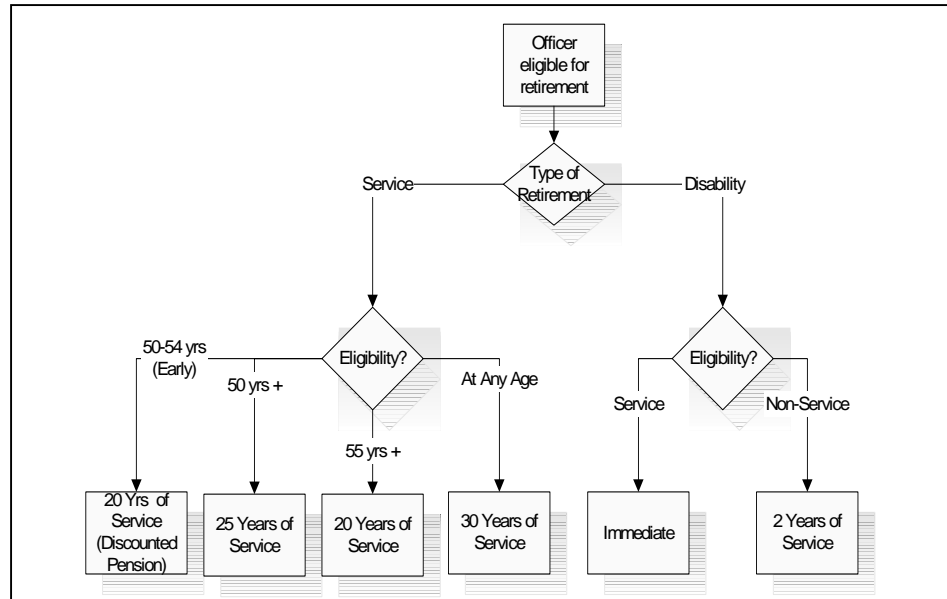 Officer
eligible for
retirement
Type of
Retirement
Service
Disability
Eligibility?
50-54 yrs
(Early)
50 yrs +
55 yrs +
At Any Age
Eligibility?
Service
Non-Service
20 Yrs of
Service
(Discounted
Pension)
25 Years of
Service
20 Years of
Service
30 Years of
Service
Immediate
2 Years of
Service